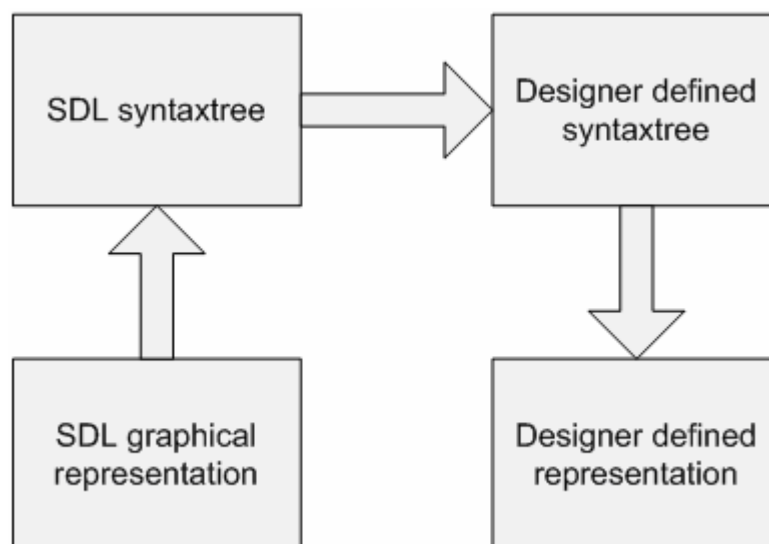 SDL syntaxtree
Designer defined
syntaxtree
SDL graphical
representation
Designer defined
representation